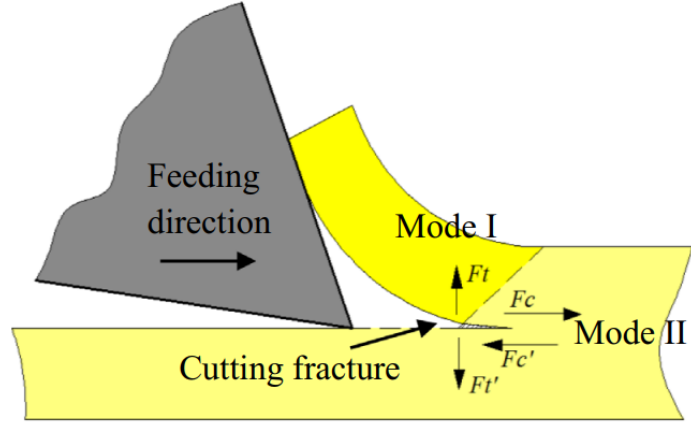 Feeding
direction
Mode I
Ft
Fc
Mode II
Fc'
Cutting fracture
Ft'